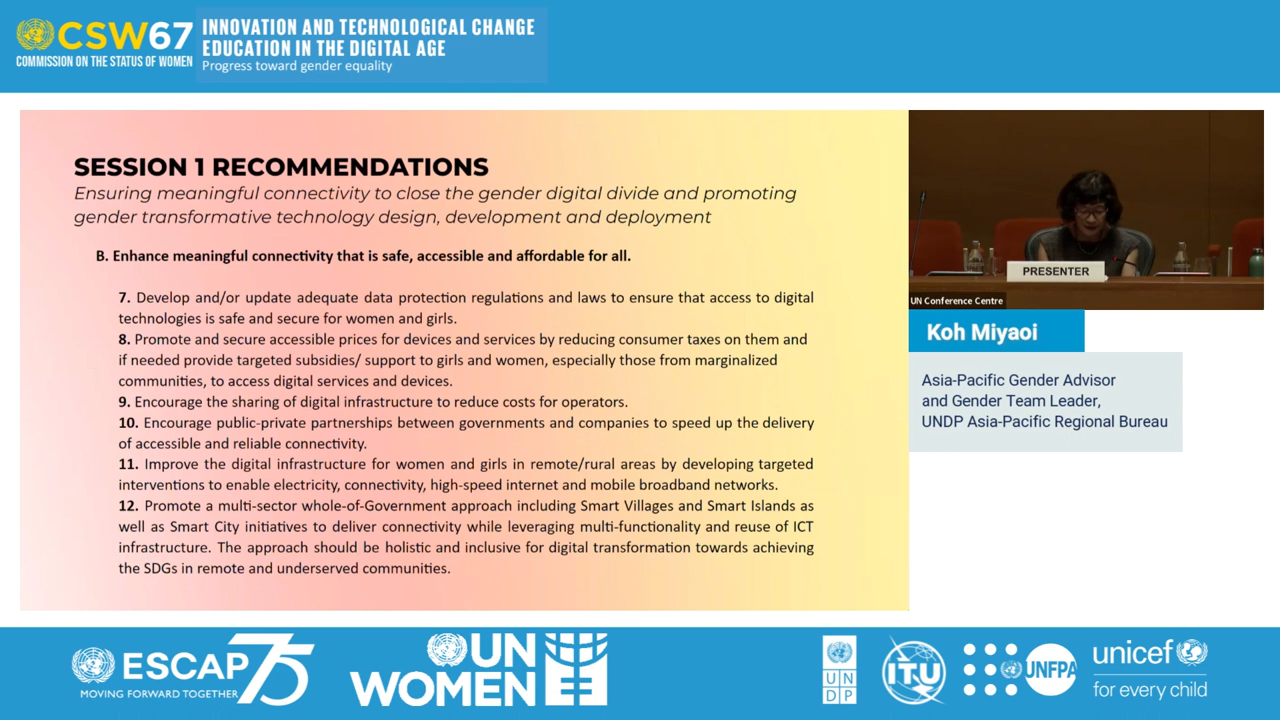 CSW67
COMMISSION ON THE STATUS OF WOMEN
INNOVATION AND TECHNOLOGICAL CHANGE
EDUCATION IN THE DIGITAL AGE
Progress toward gender equality
SESSION 1 RECOMMENDATIONS
Ensuring meaningful connectivity to close the gender digital divide and promoting
gender transformative technology design, development and deployment
B. Enhance meaningful connectivity that is safe, accessible and affordable for all.
7. Develop and/or update adequate data protection regulations and laws to ensure that access to digital
technologies is safe and secure for women and girls.
8. Promote and secure accessible prices for devices and services by reducing consumer taxes on them and
if needed provide targeted subsidies/ support to girls and women, especially those from marginalized
communities, to access digital services and devices.
9. Encourage the sharing of digital infrastructure to reduce costs for operators.
10. Encourage public-private partnerships between governments and companies to speed up the delivery
of accessible and reliable connectivity.
11. Improve the digital infrastructure for women and girls in remote/rural areas by developing targeted
interventions to enable electricity, connectivity, high-speed internet and mobile broadband networks.
12. Promote a multi-sector whole-of-Government approach including Smart Villages and Smart Islands as
well as Smart City initiatives to deliver connectivity while leveraging multi-functionality and reuse of ICT
infrastructure. The approach should be holistic and inclusive for digital transformation towards achieving
the SDGs in remote and underserved communities.
PRESENTER
UN Conference Centre
Koh Miyaoi
Asia-Pacific Gender Advisor
and Gender Team Leader,
UNDP Asia-Pacific Regional Bureau
ESCAP 75
MOVING FORWARD TOGETHER
UN
WOMEN
U N
D P
ITU
UNFPA
unicef
for every child